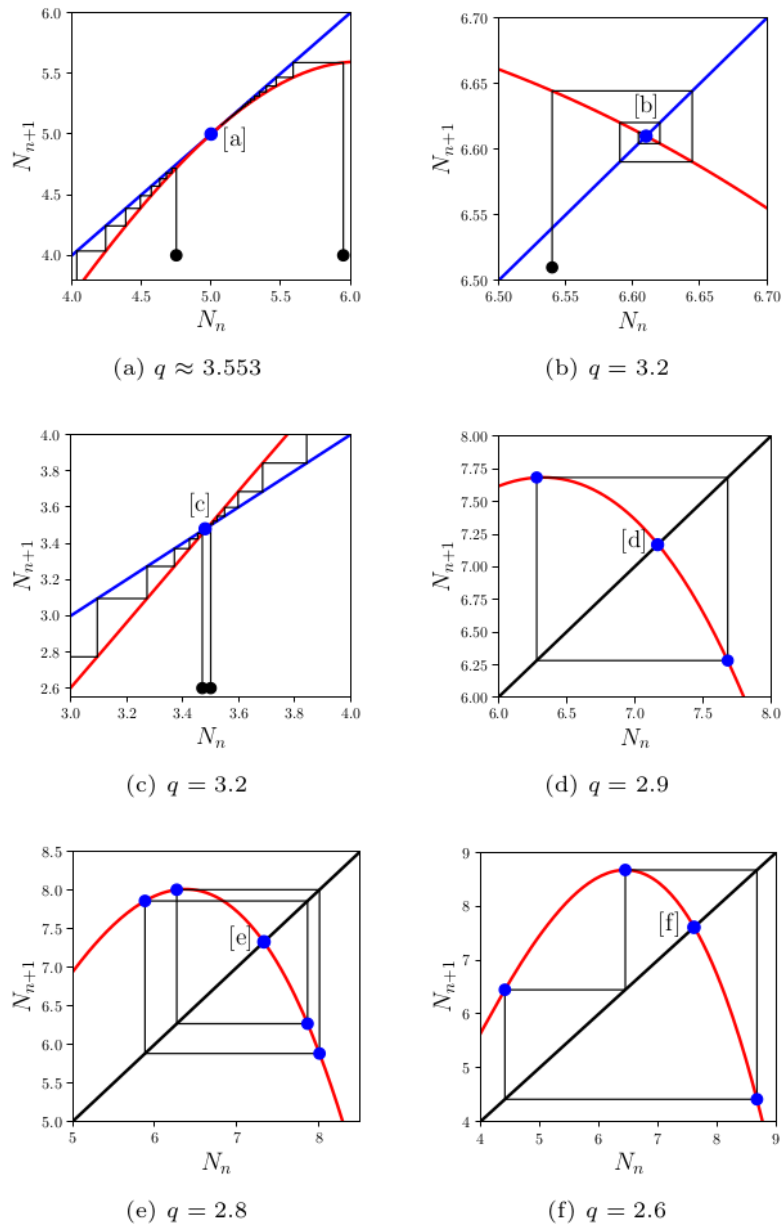 6.0
5.5
5.0
4.5
4.0
4.0 4.5 5.0 5.5 6.0
N_{n+1}
N_n
[a]
(a) q ≈ 3.553
6.70
6.65
6.60
6.55
6.50
6.50 6.55 6.60 6.65 6.70
N_{n+1}
N_n
[b]
(b) q = 3.2
4.0
3.8
3.6
3.4
3.2
3.0
2.8
2.6
3.0 3.2 3.4 3.6 3.8 4.0
N_{n+1}
N_n
[c]
(c) q = 3.2
8.00
7.75
7.50
7.25
7.00
6.75
6.50
6.25
6.00
6.0 6.5 7.0 7.5 8.0
N_{n+1}
N_n
[d]
(d) q = 2.9
8.5
8.0
7.5
7.0
6.5
6.0
5.5
5.0
5 6 7 8
N_{n+1}
N_n
[e]
(e) q = 2.8
9
8
7
6
5
4
4 5 6 7 8 9
N_{n+1}
N_n
[f]
(f) q = 2.6